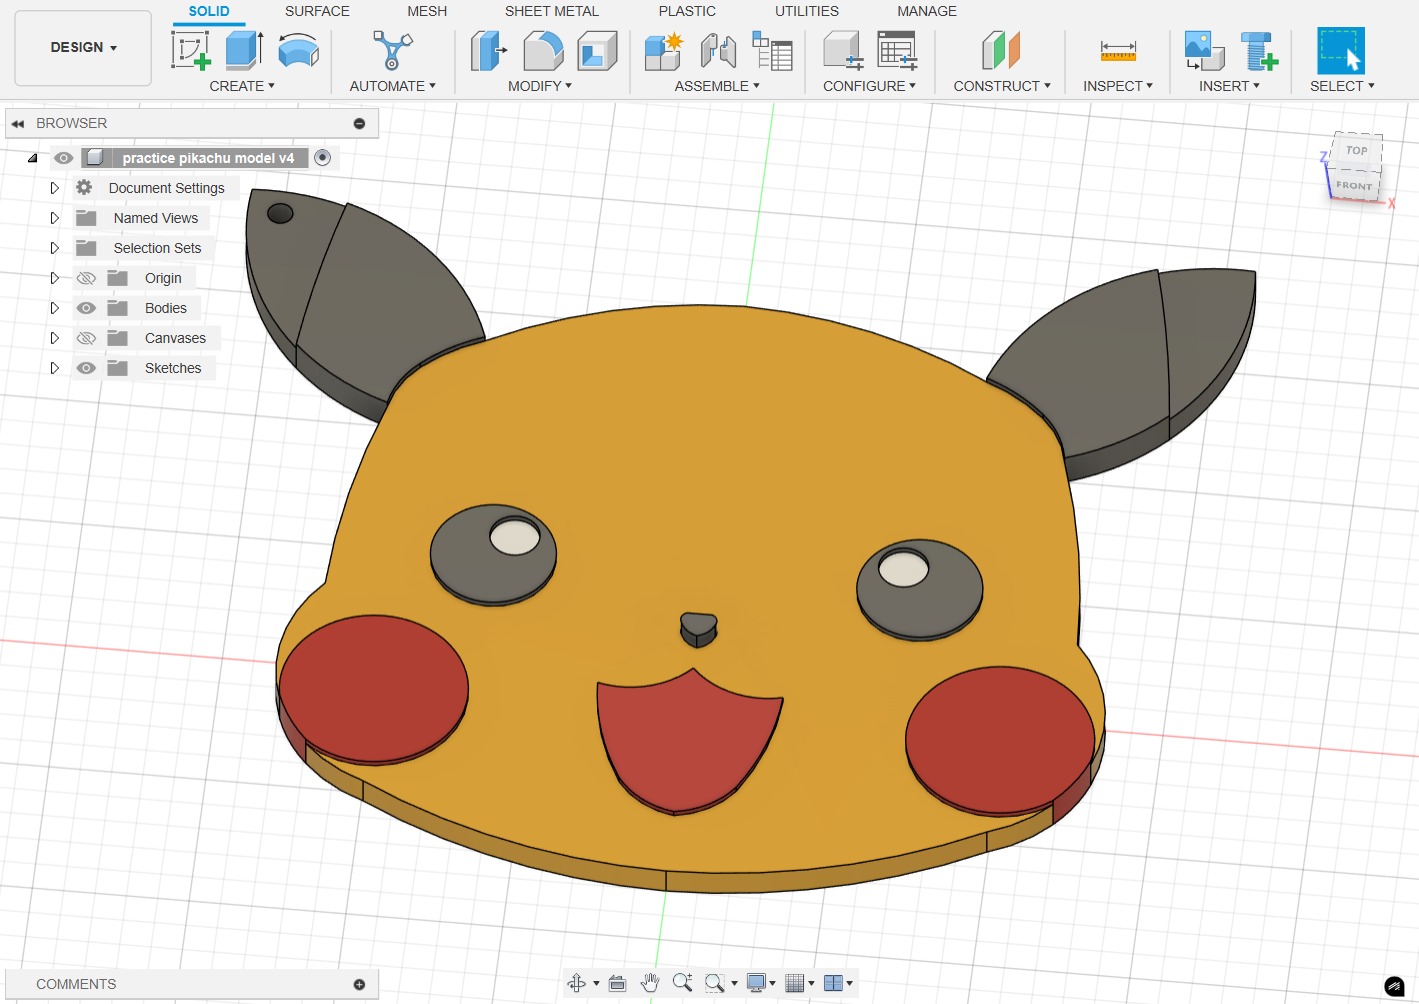 SOLID SURFACE MESH SHEET METAL PLASTIC UTILITIES MANAGE
DESIGN
CREATE AUTOMATE MODIFY ASSEMBLE CONFIGURE CONSTRUCT INSPECT INSERT SELECT
BROWSER
practice pikachu model v4
Document Settings
Named Views
Selection Sets
Origin
Bodies
Canvases
Sketches
TOP
Z
FRONT
X
COMMENTS